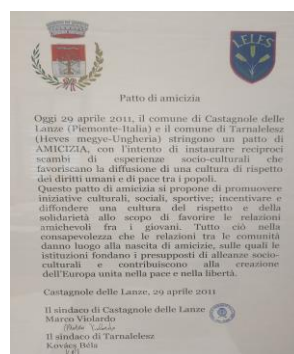 LELES
Patto di amicizia
Oggi 29 aprile 2011, il comune di Castagnole delle
Lanze (Piemonte-Italia) e il comune di Tarnalelesz
(Heves megye-Ungheria) stringono un patto di
AMICIZIA, con l'intento di instaurare reciproci
scambi di esperienze socio-culturali che
favoriscano la diffusione di una cultura di rispetto
dei diritti umani e di pace tra i popoli.
Questo patto di amicizia si propone di promuovere
iniziative culturali, sociali, sportive; incentivare e
diffondere una cultura del rispetto e della
solidarietà allo scopo di favorire le relazioni
amichevoli fra i giovani. Tutto ciò nella
consapevolezza che le relazioni tra le comunità
danno luogo alla nascita di amicizie, sulle quali le
istituzioni fondano i presupposti di alleanze socio-
culturali e contribuiscono alla creazione
dell'Europa unita nella pace e nella libertà.
Castagnole delle Lanze, 29 aprile 2011
Il sindaco di Castagnole delle Lanze
Marco Violardo
Il sindaco di Tarnalelesz
Kovács Béla